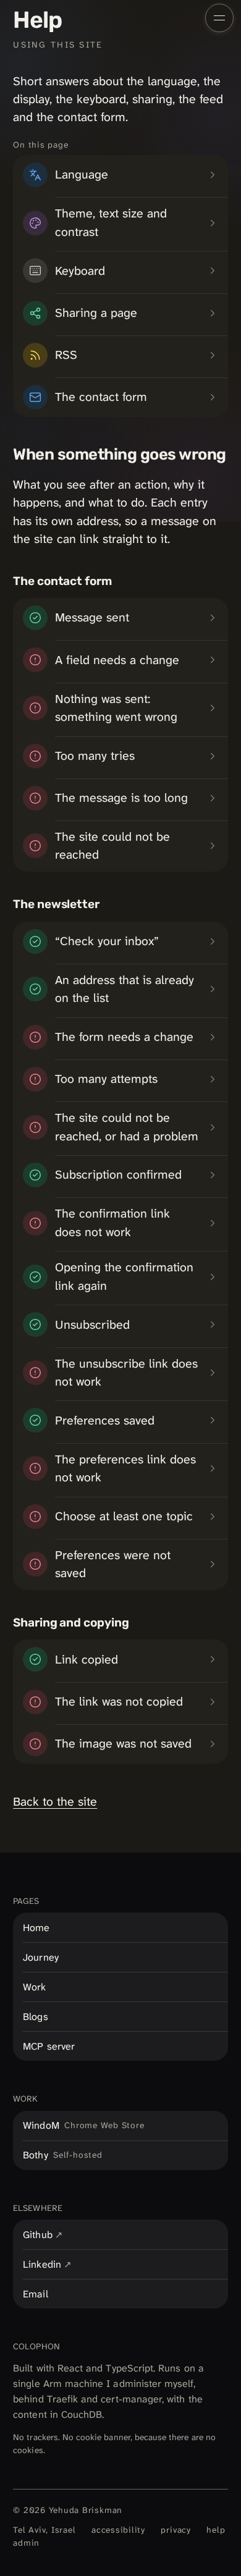 Help
USING THIS SITE
Short answers about the language, the
display, the keyboard, sharing, the feed
and the contact form.
On this page
Language
Theme, text size and
contrast
Keyboard
Sharing a page
RSS
The contact form
When something goes wrong
What you see after an action, why it
happens, and what to do. Each entry
has its own address, so a message on
the site can link straight to it.
The contact form
Message sent
A field needs a change
Nothing was sent:
something went wrong
Too many tries
The message is too long
The site could not be
reached
The newsletter
“Check your inbox”
An address that is already
on the list
The form needs a change
Too many attempts
The site could not be
reached, or had a problem
Subscription confirmed
The confirmation link
does not work
Opening the confirmation
link again
Unsubscribed
The unsubscribe link does
not work
Preferences saved
The preferences link does
not work
Choose at least one topic
Preferences were not
saved
Sharing and copying
Link copied
The link was not copied
The image was not saved
Back to the site
PAGES
Home
Journey
Work
Blogs
MCP server
WORK
WindoM Chrome Web Store
Bothy Self-hosted
ELSEWHERE
Github ↗
Linkedin ↗
Email
COLOPHON
Built with React and TypeScript. Runs on a
single Arm machine I administer myself,
behind Traefik and cert-manager, with the
content in CouchDB.
No trackers. No cookie banner, because there are no
cookies.
© 2026 Yehuda Briskman
Tel Aviv, Israel accessibility privacy help
admin